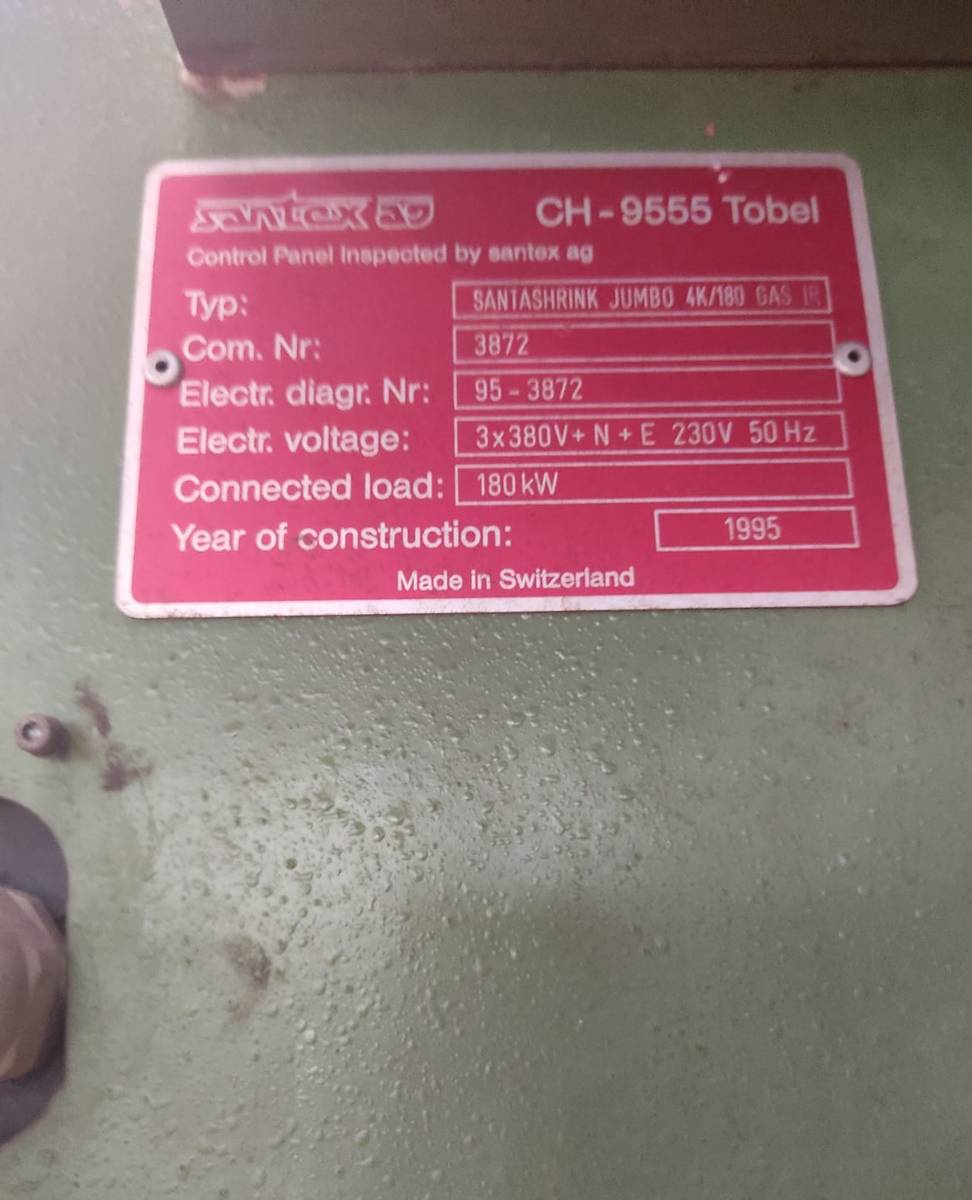 santex ag CH-9555 Tobel
Control Panel Inspected by santex ag
Typ: SANTASHRINK JUMBO 4K/180 GAS IR
Com. Nr: 3872
Electr. diagr. Nr: 95-3872
Electr. voltage: 3x380V+ N + E 230V 50 Hz
Connected load: 180 kW
Year of construction: 1995
Made in Switzerland